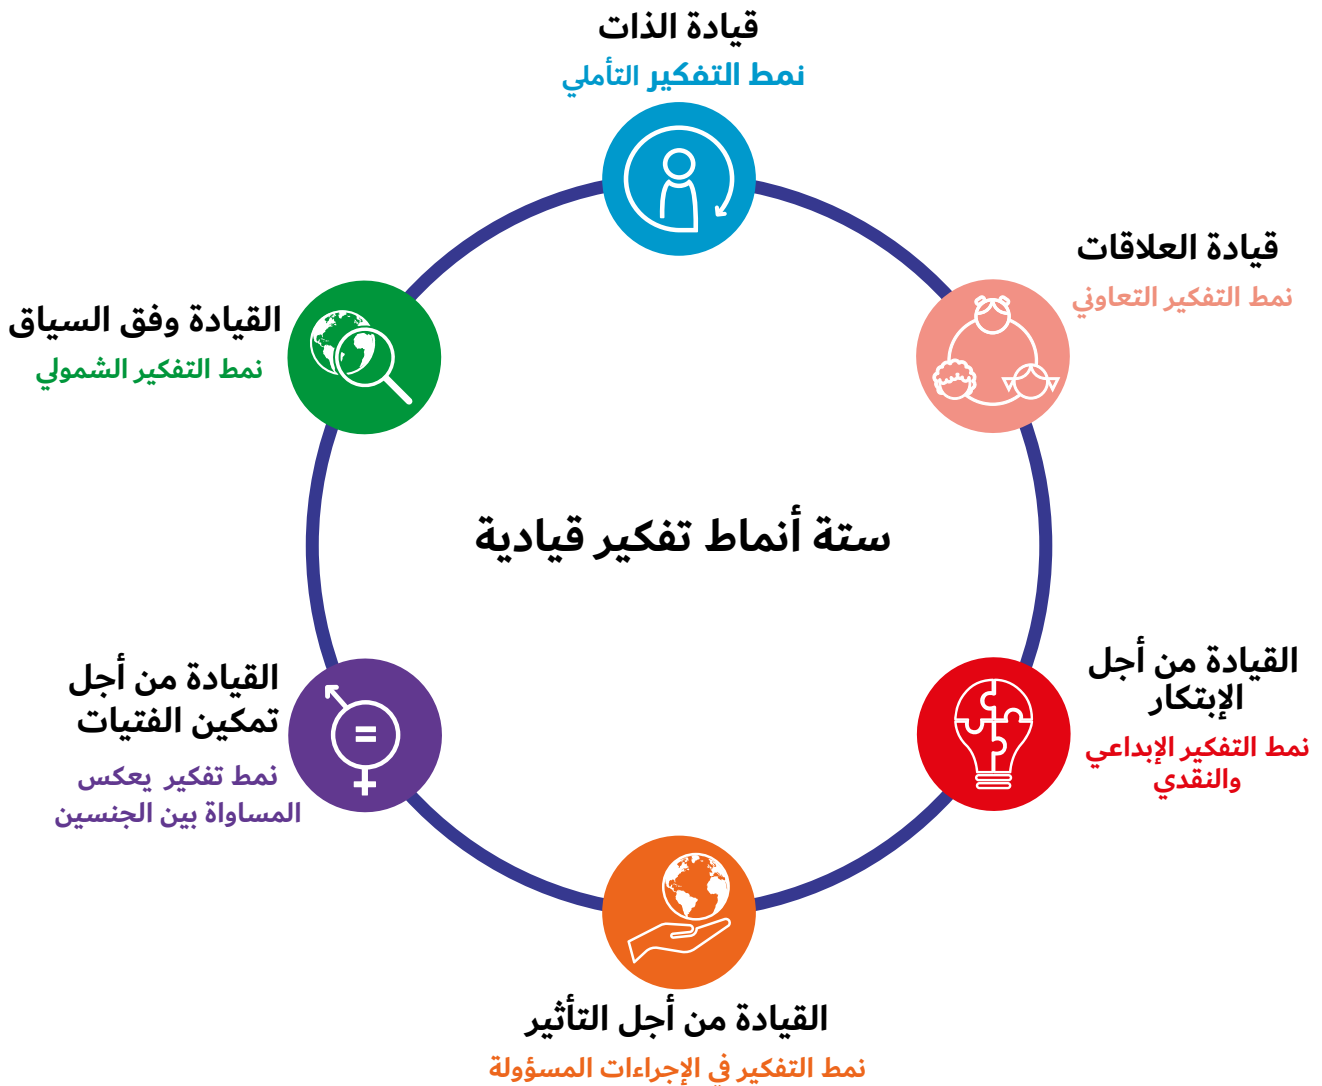 قيادة الذات
نمط التفكير التأملي
قيادة العلاقات
نمط التفكير التعاوني
القيادة وفق السياق
نمط التفكير الشمولي
ستة أنماط تفكير قيادية
القيادة من أجل
الإبتكار
نمط التفكير الإبداعي
والنقدي
القيادة من أجل
تمكين الفتيات
نمط تفكير يعكس
المساواة بين الجنسين
القيادة من أجل التأثير
نمط التفكير في الإجراءات المسؤولة